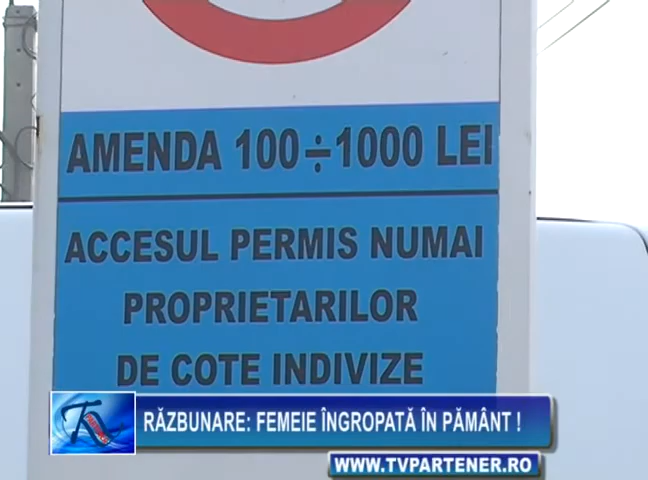 AMENDA 100÷1000 LEI
ACCESUL PERMIS NUMAI
PROPRIETARILOR
DE COTE INDIVIZE
RĂZBUNARE: FEMEIE ÎNGROPATĂ ÎN PĂMÂNT !
WWW.TVPARTENER.RO